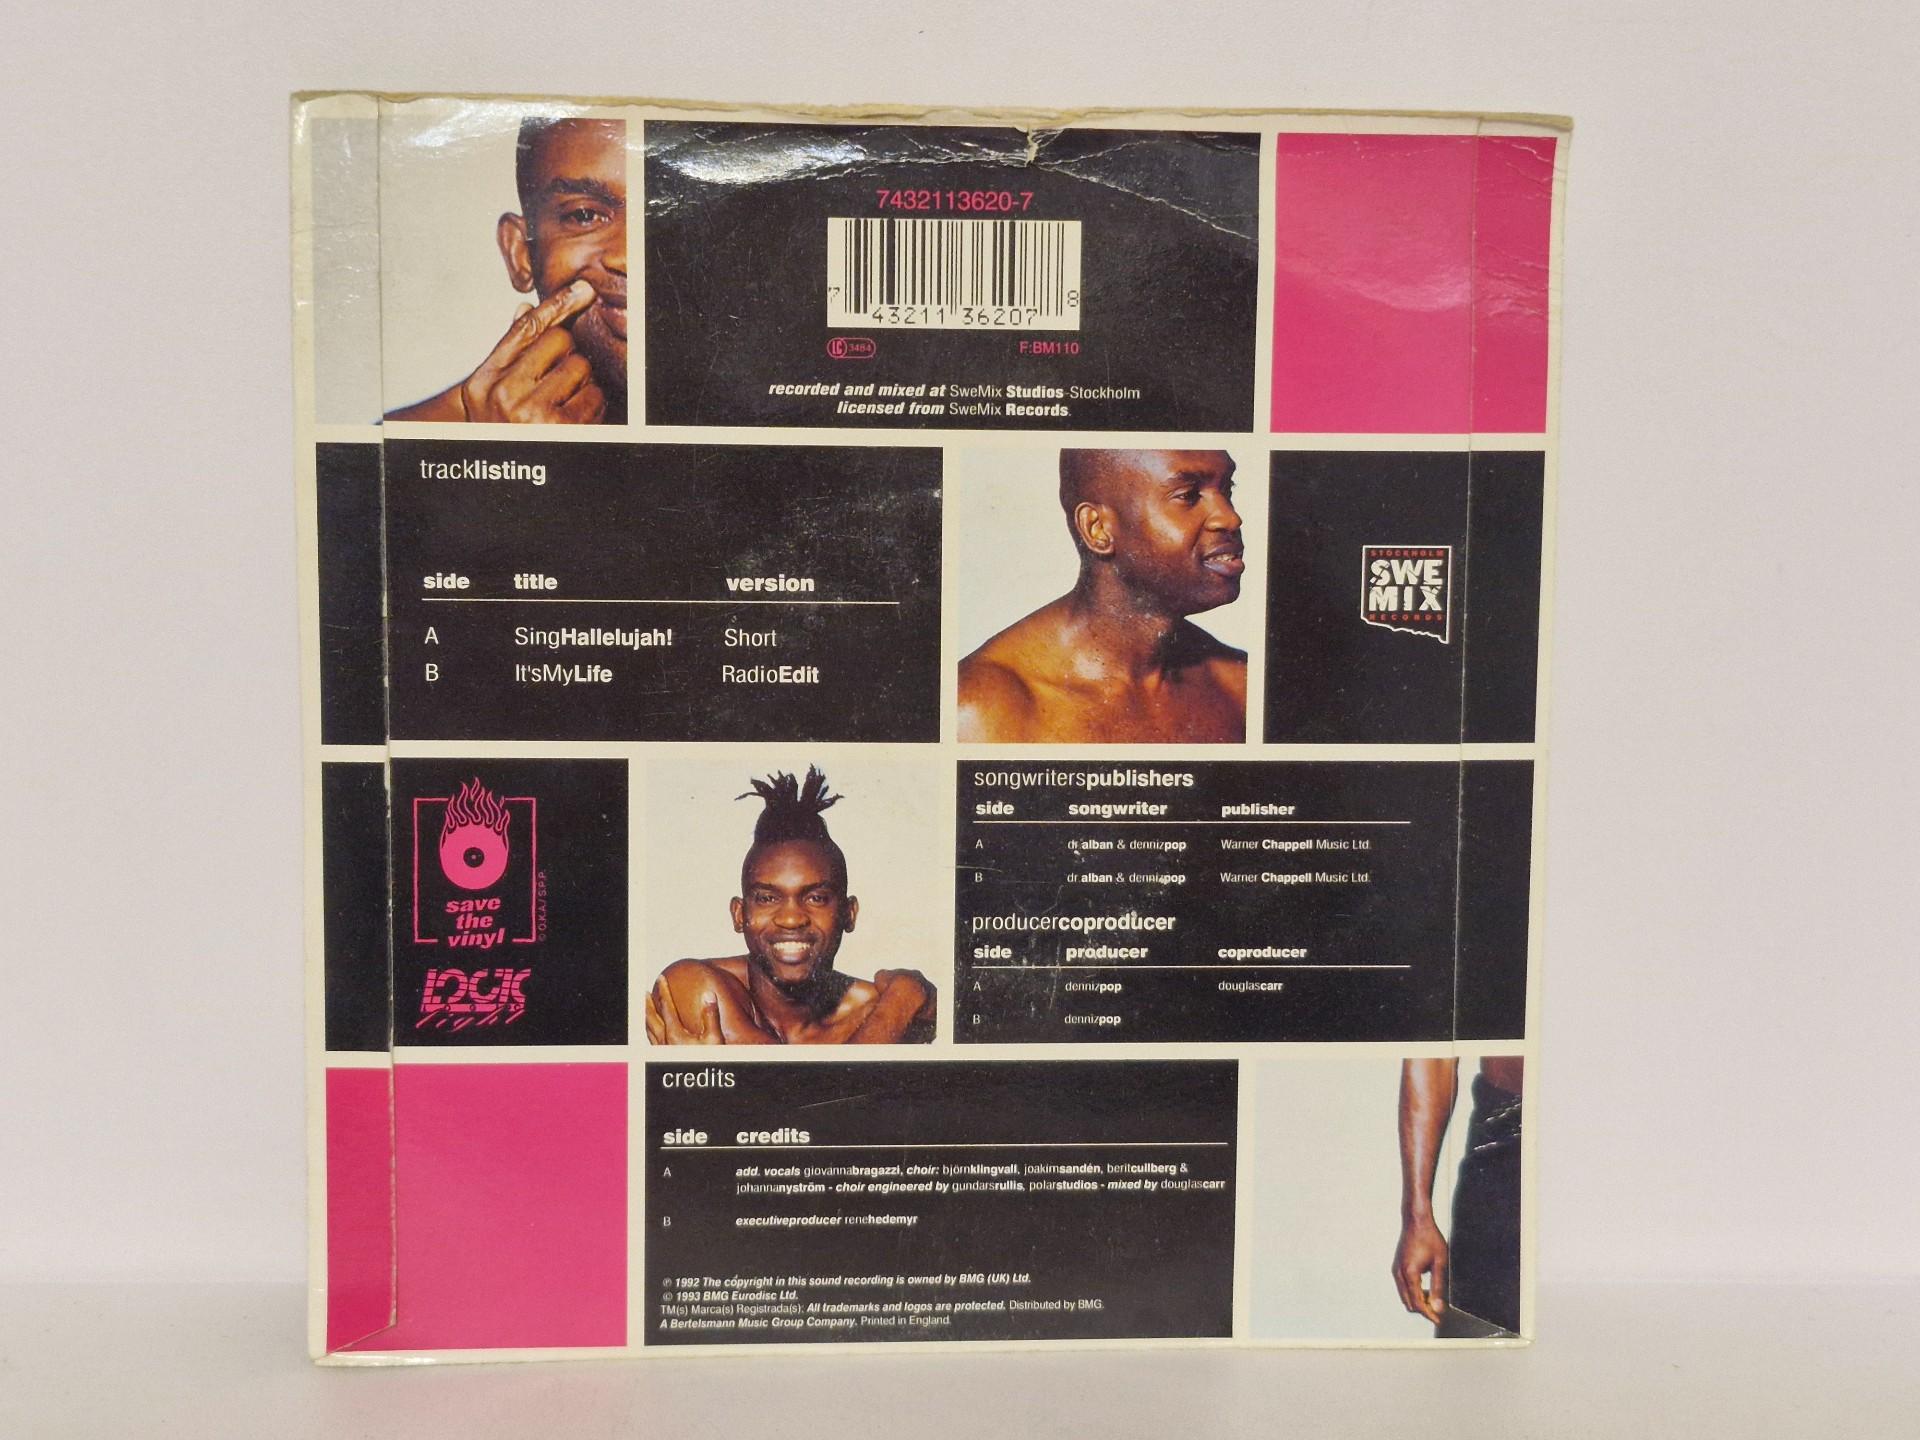 7432113620-7
7 43211 36207 8
LC 3484 F:BM110
recorded and mixed at SweMix Studios-Stockholm
licensed from SweMix Records.
tracklisting
side title version
A SingHallelujah! Short
B It'sMyLife RadioEdit
STOCKHOLM
SWE
MIX
RECORDS
save
the
vinyl
© O.K.A./ S.P.P.
LOGIC
light
songwriterspublishers
side songwriter publisher
A dr.alban & dennizpop Warner Chappell Music Ltd.
B dr.alban & dennizpop Warner Chappell Music Ltd.
producercoproducer
side producer coproducer
A dennizpop douglascarr
B dennizpop
credits
side credits
A add. vocals giovannabragazzi, choir: björnklingvall, joakimsandén, beritcullberg &
johannanyström - choir engineered by gundarsrullis, polarstudios - mixed by douglascarr
B executiveproducer renehedemyr
℗ 1992 The copyright in this sound recording is owned by BMG (UK) Ltd.
© 1993 BMG Eurodisc Ltd.
TM(s) Marca(s) Registrada(s); All trademarks and logos are protected. Distributed by BMG.
A Bertelsmann Music Group Company. Printed in England.